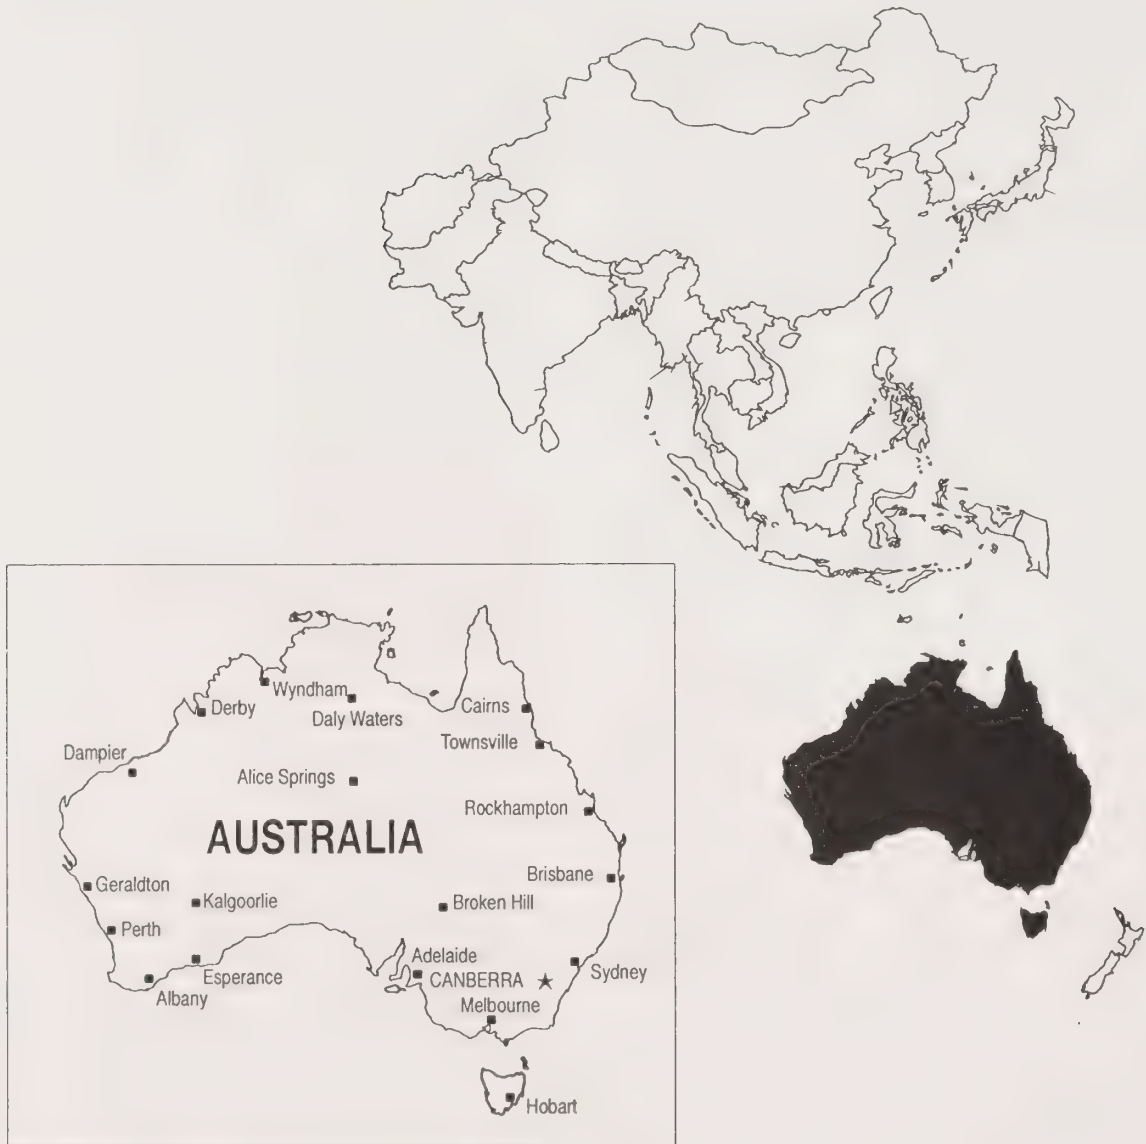 Wyndham
Derby
Daly Waters
Cairns
Townsville
Dampier
Alice Springs
Rockhampton
AUSTRALIA
Geraldton
Kalgoorlie
Brisbane
Broken Hill
Perth
Adelaide
Esperance
CANBERRA
Sydney
Albany
Melbourne
Hobart